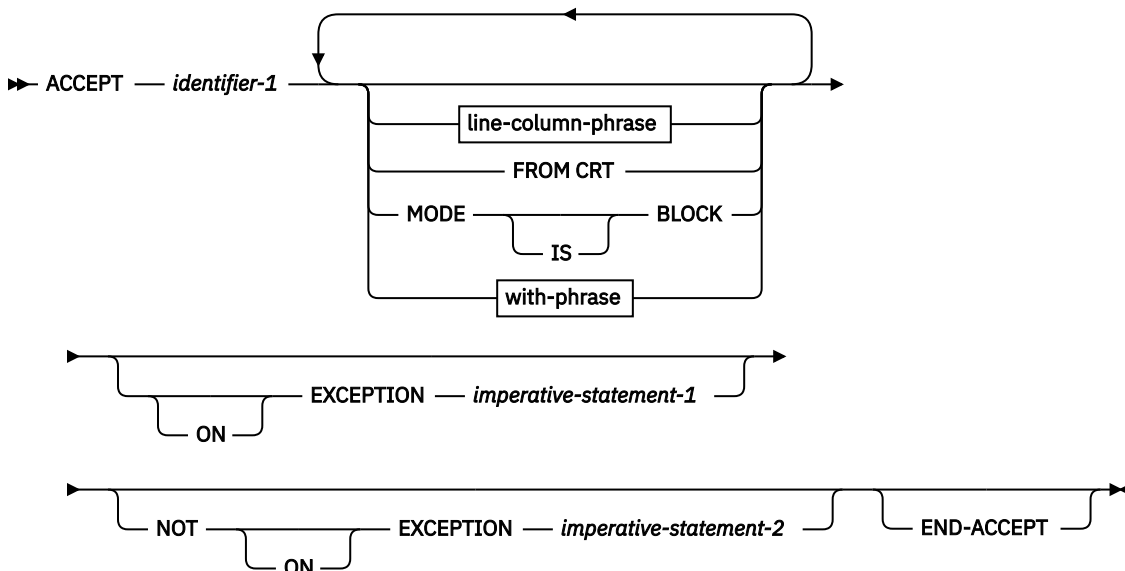 ACCEPT identifier-1
line-column-phrase
FROM CRT
MODE BLOCK
IS
with-phrase
EXCEPTION imperative-statement-1
ON
NOT EXCEPTION imperative-statement-2 END-ACCEPT
ON